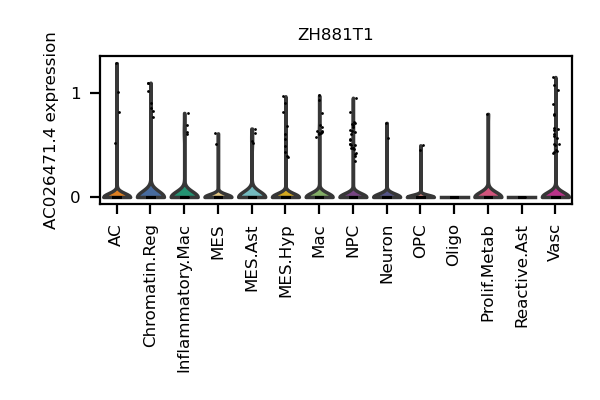 ZH881T1
AC026471.4 expression
1
0
AC
Chromatin.Reg
Inflammatory.Mac
MES
MES.Ast
MES.Hyp
Mac
NPC
Neuron
OPC
Oligo
Prolif.Metab
Reactive.Ast
Vasc